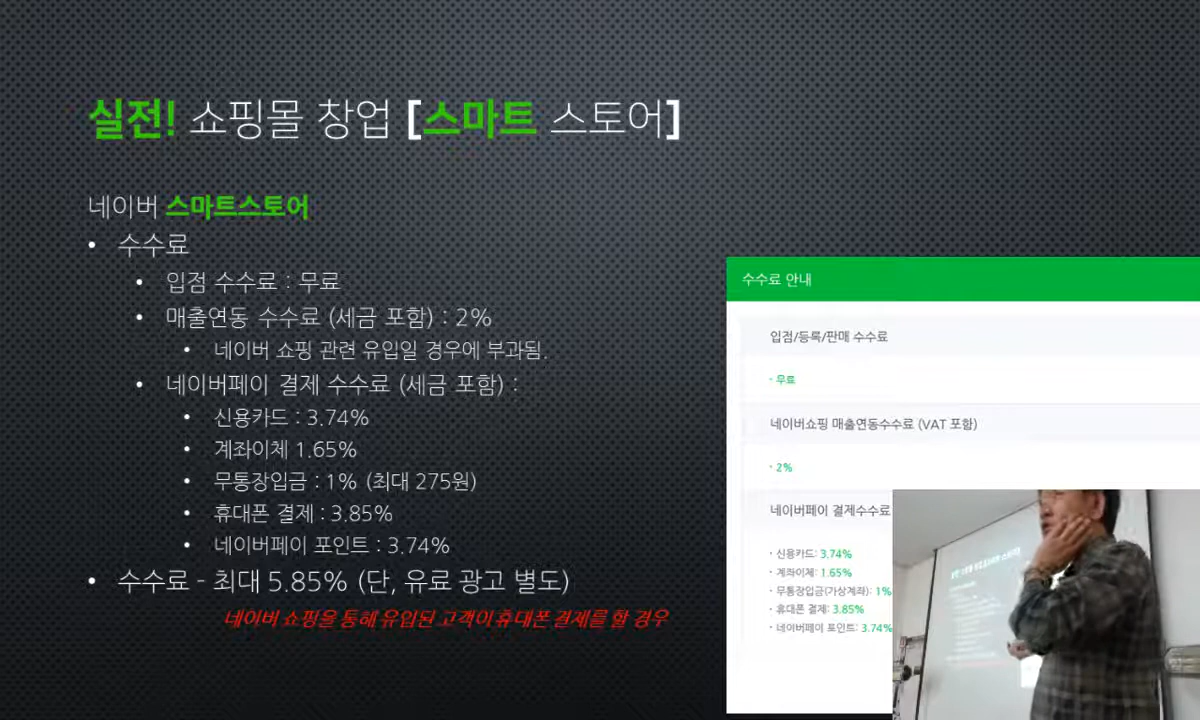 실전! 쇼핑몰 창업 [스마트 스토어]
네이버 스마트스토어
• 수수료
• 입점 수수료 : 무료
• 매출연동 수수료 (세금 포함) : 2%
• 네이버 쇼핑 관련 유입일 경우에 부과됨.
• 네이버페이 결제 수수료 (세금 포함) :
• 신용카드 : 3.74%
• 계좌이체 1.65%
• 무통장입금 : 1% (최대 275원)
• 휴대폰 결제 : 3.85%
• 네이버페이 포인트 : 3.74%
• 수수료 - 최대 5.85% (단, 유료 광고 별도)
네이버 쇼핑을 통해 유입된 고객이 휴대폰 결제를 할 경우
수수료 안내
입점/등록/판매 수수료
· 무료
네이버쇼핑 매출연동수수료 (VAT 포함)
· 2%
네이버페이 결제수수료
· 신용카드: 3.74%
· 계좌이체: 1.65%
· 무통장입금(가상계좌): 1%
· 휴대폰 결제: 3.85%
· 네이버페이 포인트: 3.74%